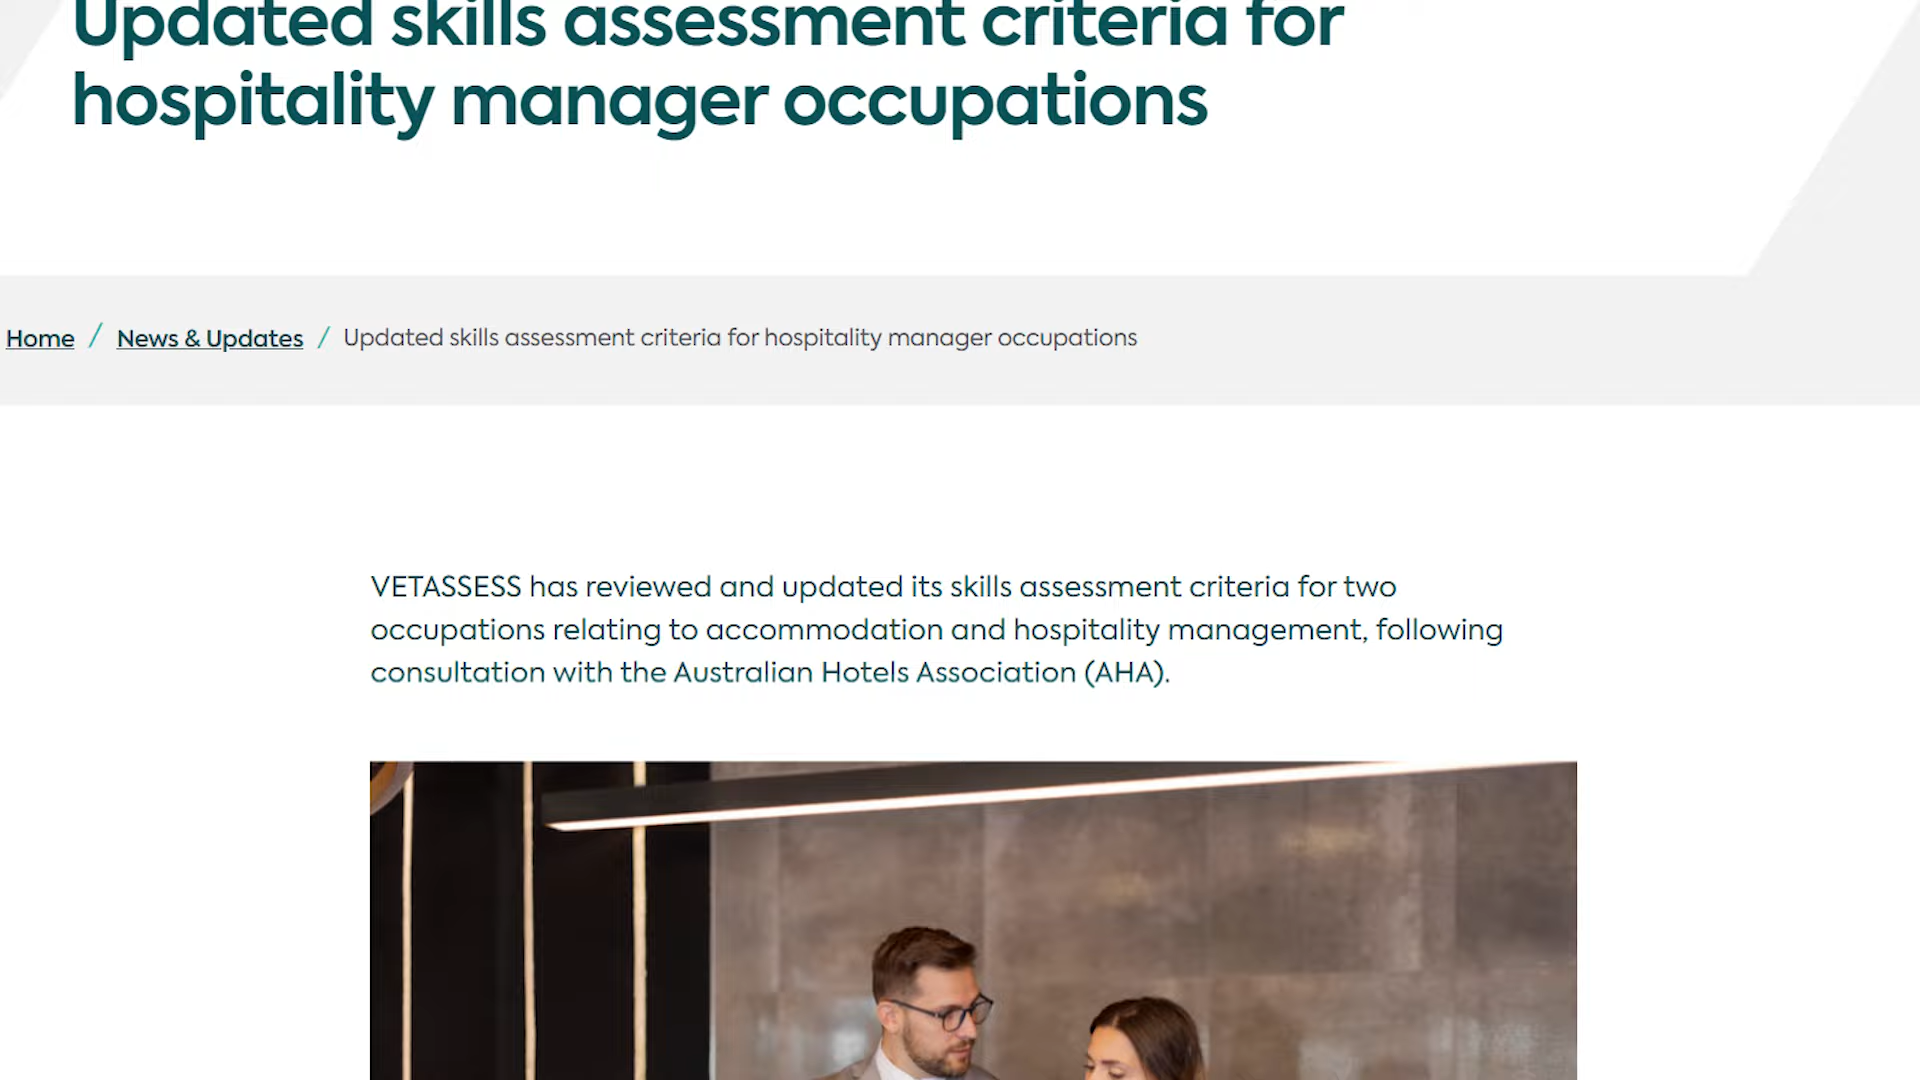 Updated skills assessment criteria for
hospitality manager occupations
Home / News & Updates / Updated skills assessment criteria for hospitality manager occupations
VETASSESS has reviewed and updated its skills assessment criteria for two
occupations relating to accommodation and hospitality management, following
consultation with the Australian Hotels Association (AHA).